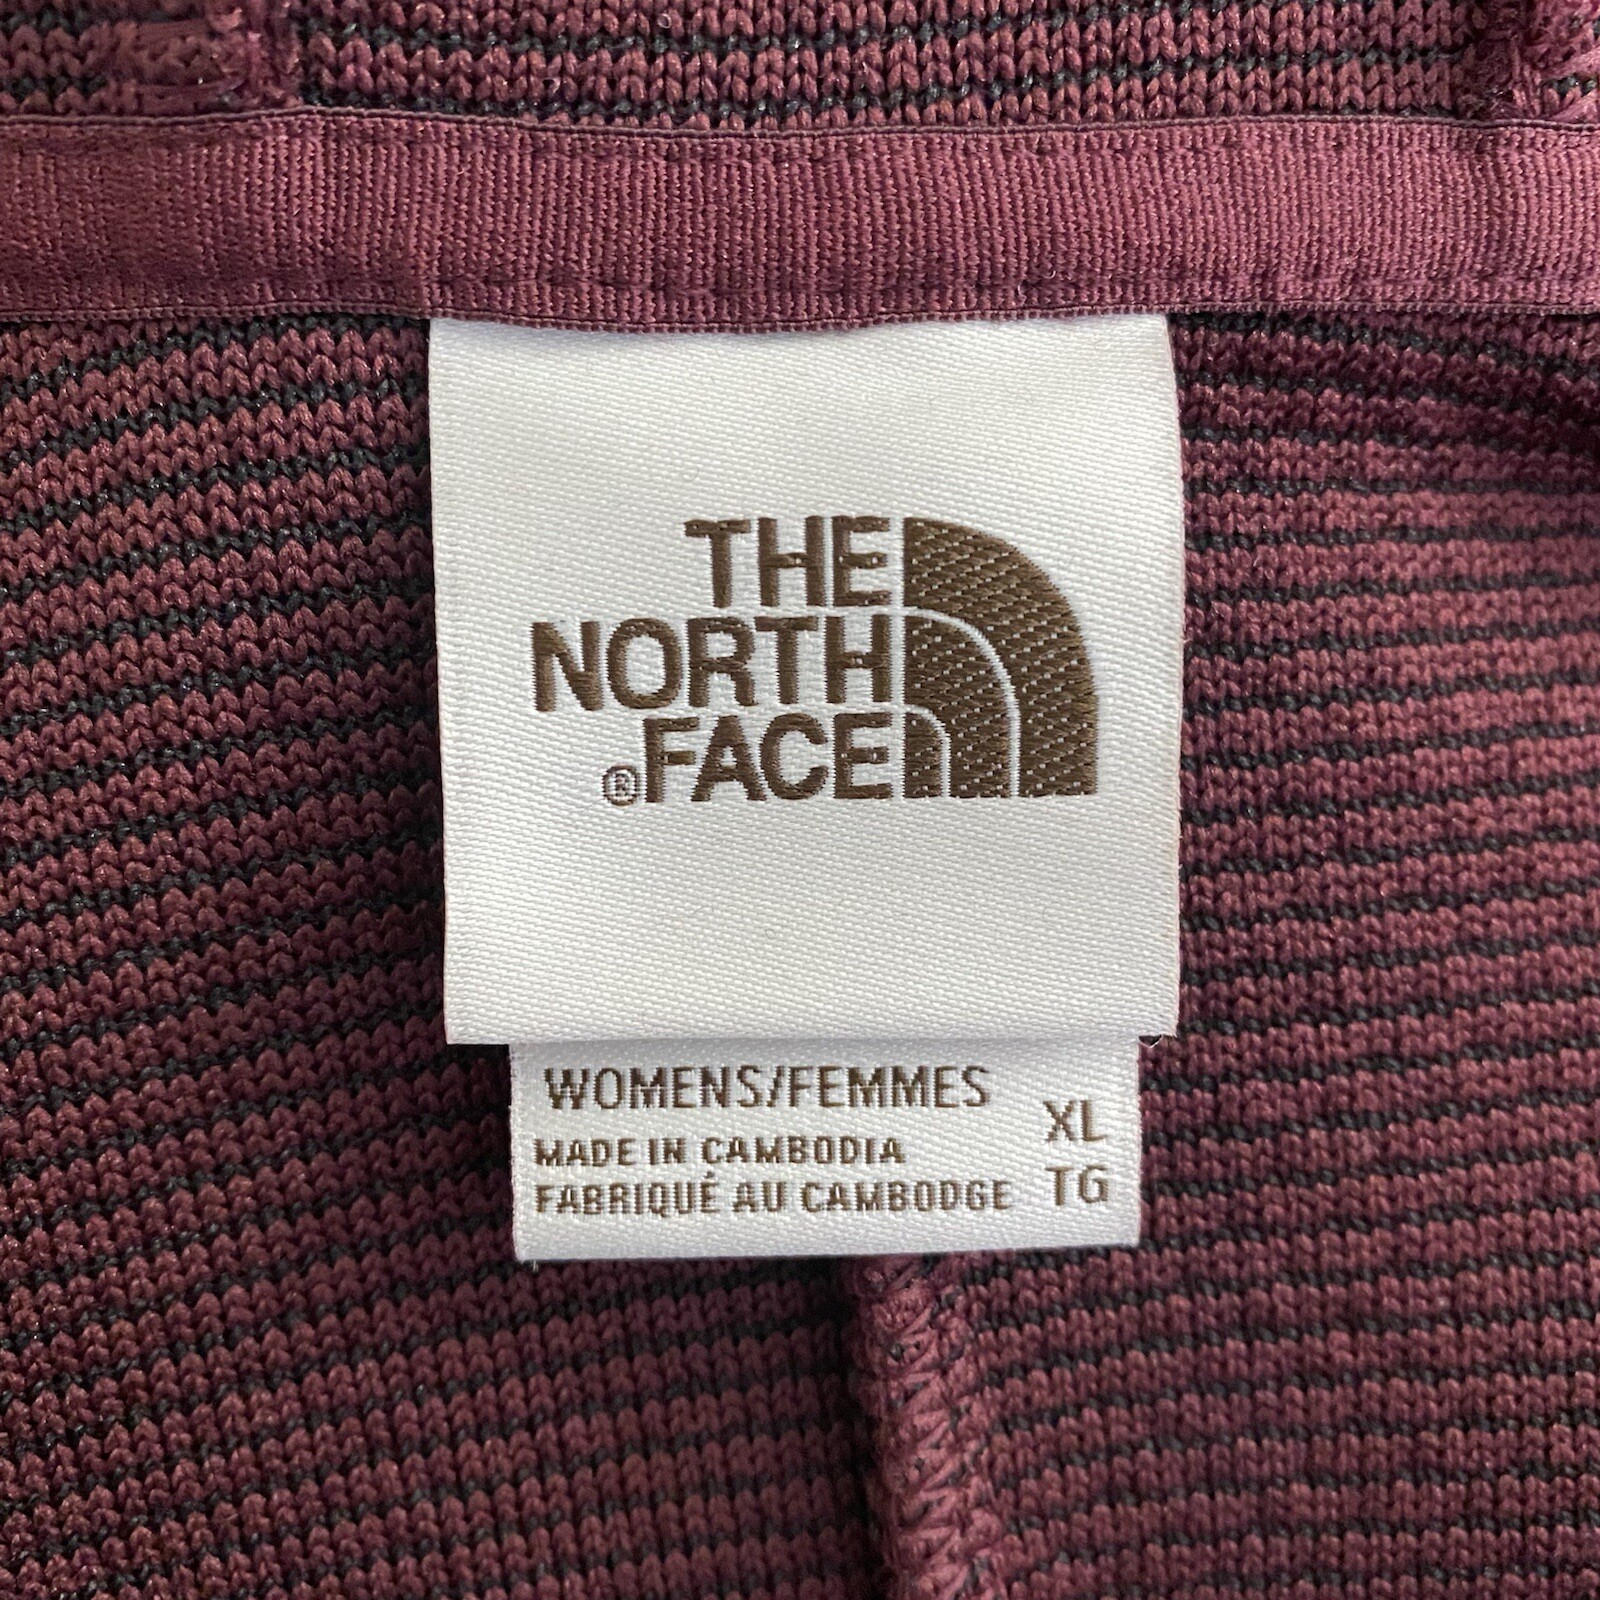 THE
NORTH
®FACE
WOMENS/FEMMES
XL
MADE IN CAMBODIA
FABRIQUÉ AU CAMBODGE
TG